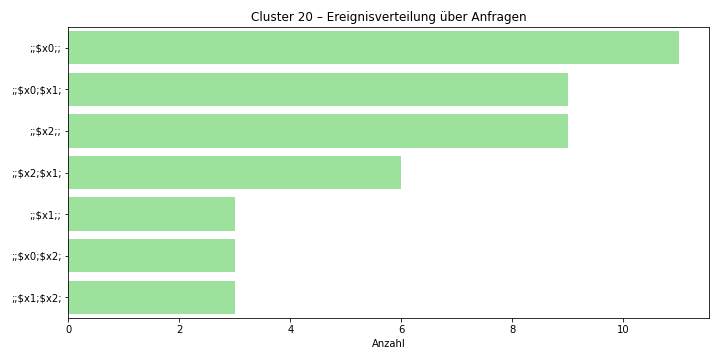 Cluster 20 – Ereignisverteilung über Anfragen
;;$x0;;
;;$x0;$x1;
;;$x2;;
;;$x2;$x1;
;;$x1;;
;;$x0;$x2;
;;$x1;$x2;
0 2 4 6 8 10
Anzahl